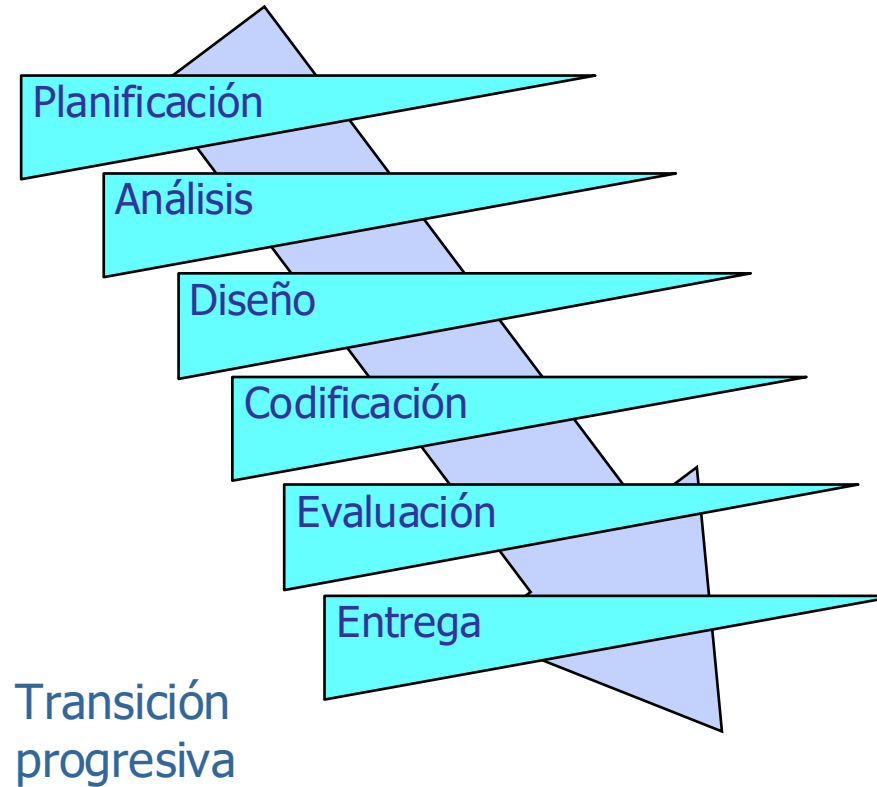 Planificación
Análisis
Diseño
Codificación
Evaluación
Entrega
Transición
progresiva